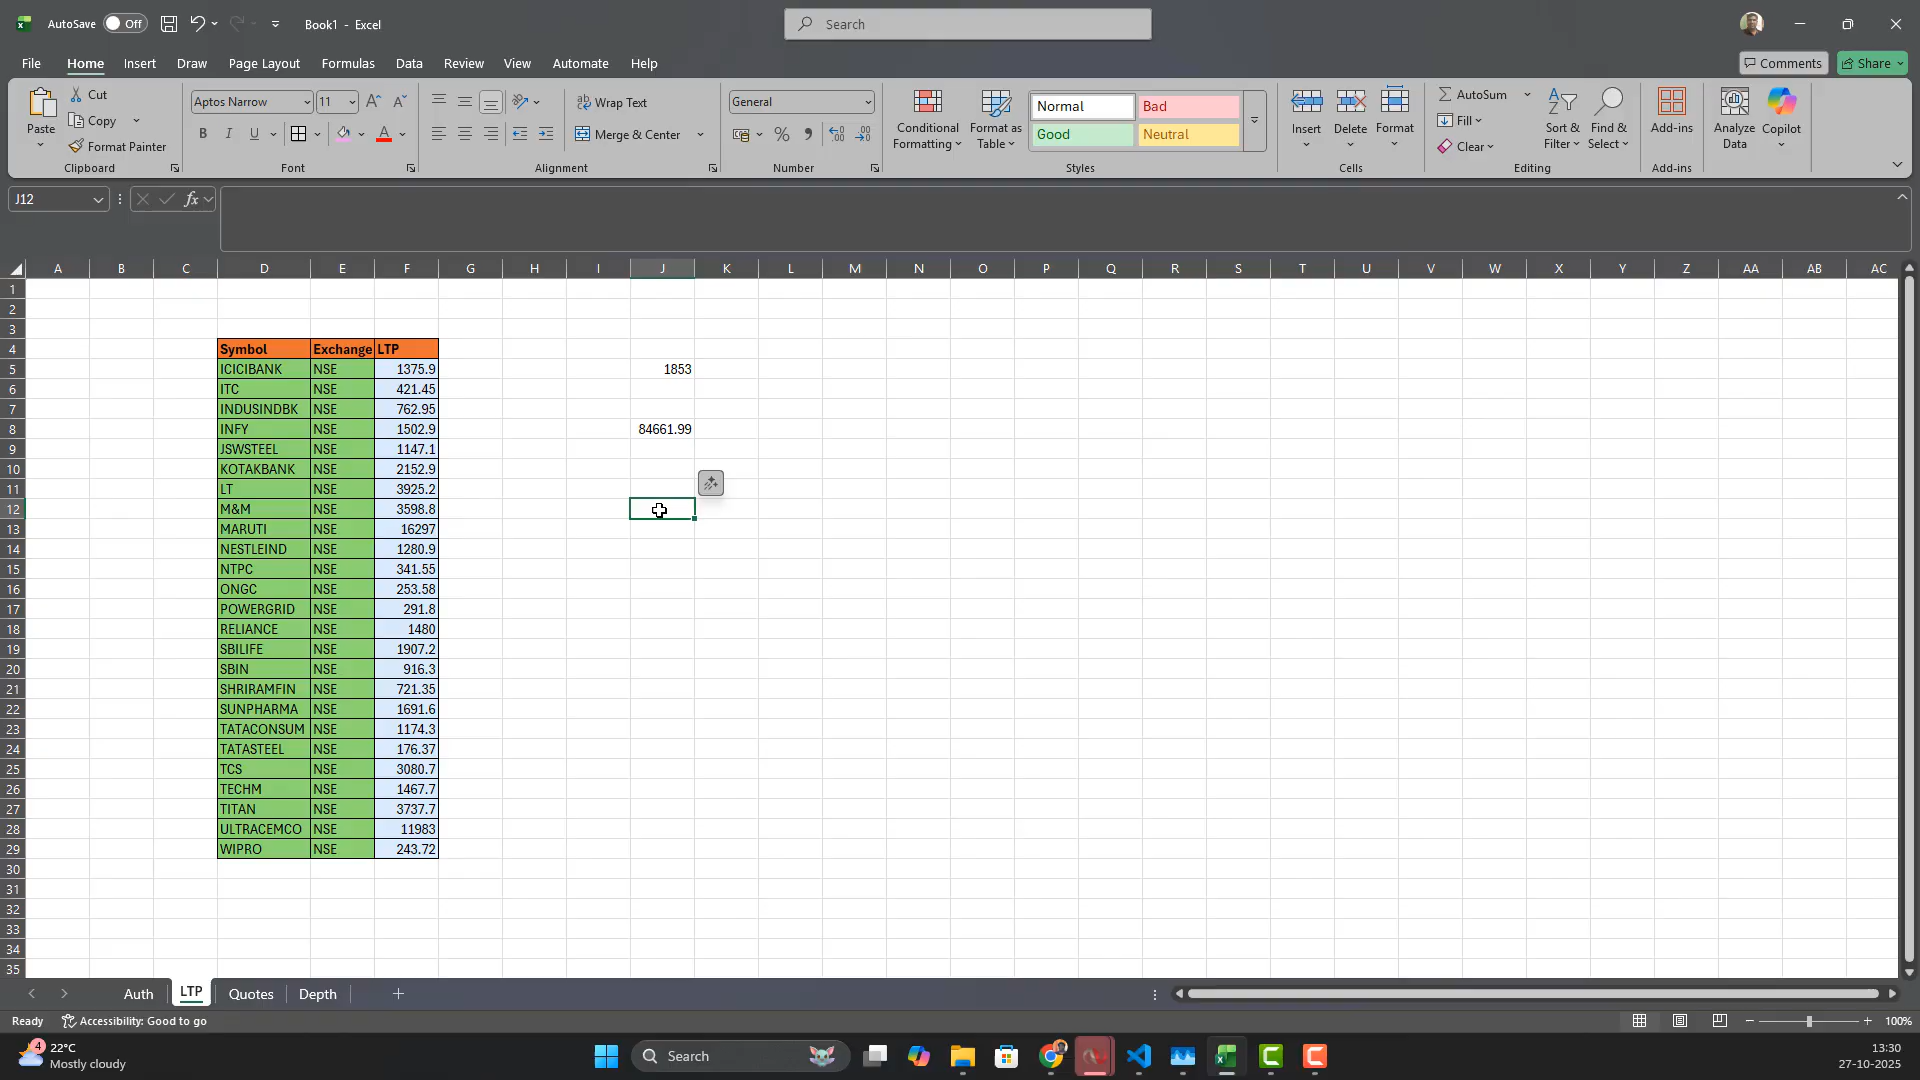 AutoSave Off Book1 - Excel Search
File Home Insert Draw Page Layout Formulas Data Review View Automate Help Comments Share
Paste Cut Copy Format Painter Clipboard
Aptos Narrow 11 B I U A Font
Wrap Text Merge & Center Alignment
General % , Number
Conditional Formatting Format as Table Normal Bad Good Neutral Styles
Insert Delete Format Cells
AutoSum Fill Clear Sort & Filter Find & Select Editing
Add-ins Add-ins
Analyze Data Copilot
J12 fx
A B C D E F G H I J K L M N O P Q R S T U V W X Y Z AA AB AC
1
2
3
4 Symbol Exchange LTP
5 ICICIBANK NSE 1375.9 1853
6 ITC NSE 421.45
7 INDUSINDBK NSE 762.95
8 INFY NSE 1502.9 84661.99
9 JSWSTEEL NSE 1147.1
10 KOTAKBANK NSE 2152.9
11 LT NSE 3925.2
12 M&M NSE 3598.8
13 MARUTI NSE 16297
14 NESTLEIND NSE 1280.9
15 NTPC NSE 341.55
16 ONGC NSE 253.58
17 POWERGRID NSE 291.8
18 RELIANCE NSE 1480
19 SBILIFE NSE 1907.2
20 SBIN NSE 916.3
21 SHRIRAMFIN NSE 721.35
22 SUNPHARMA NSE 1691.6
23 TATACONSUM NSE 1174.3
24 TATASTEEL NSE 176.37
25 TCS NSE 3080.7
26 TECHM NSE 1467.7
27 TITAN NSE 3737.7
28 ULTRACEMCO NSE 11983
29 WIPRO NSE 243.72
30
31
32
33
34
35
Auth LTP Quotes Depth
Ready Accessibility: Good to go 100%
4 22°C
Mostly cloudy
Search
13:30
27-10-2025